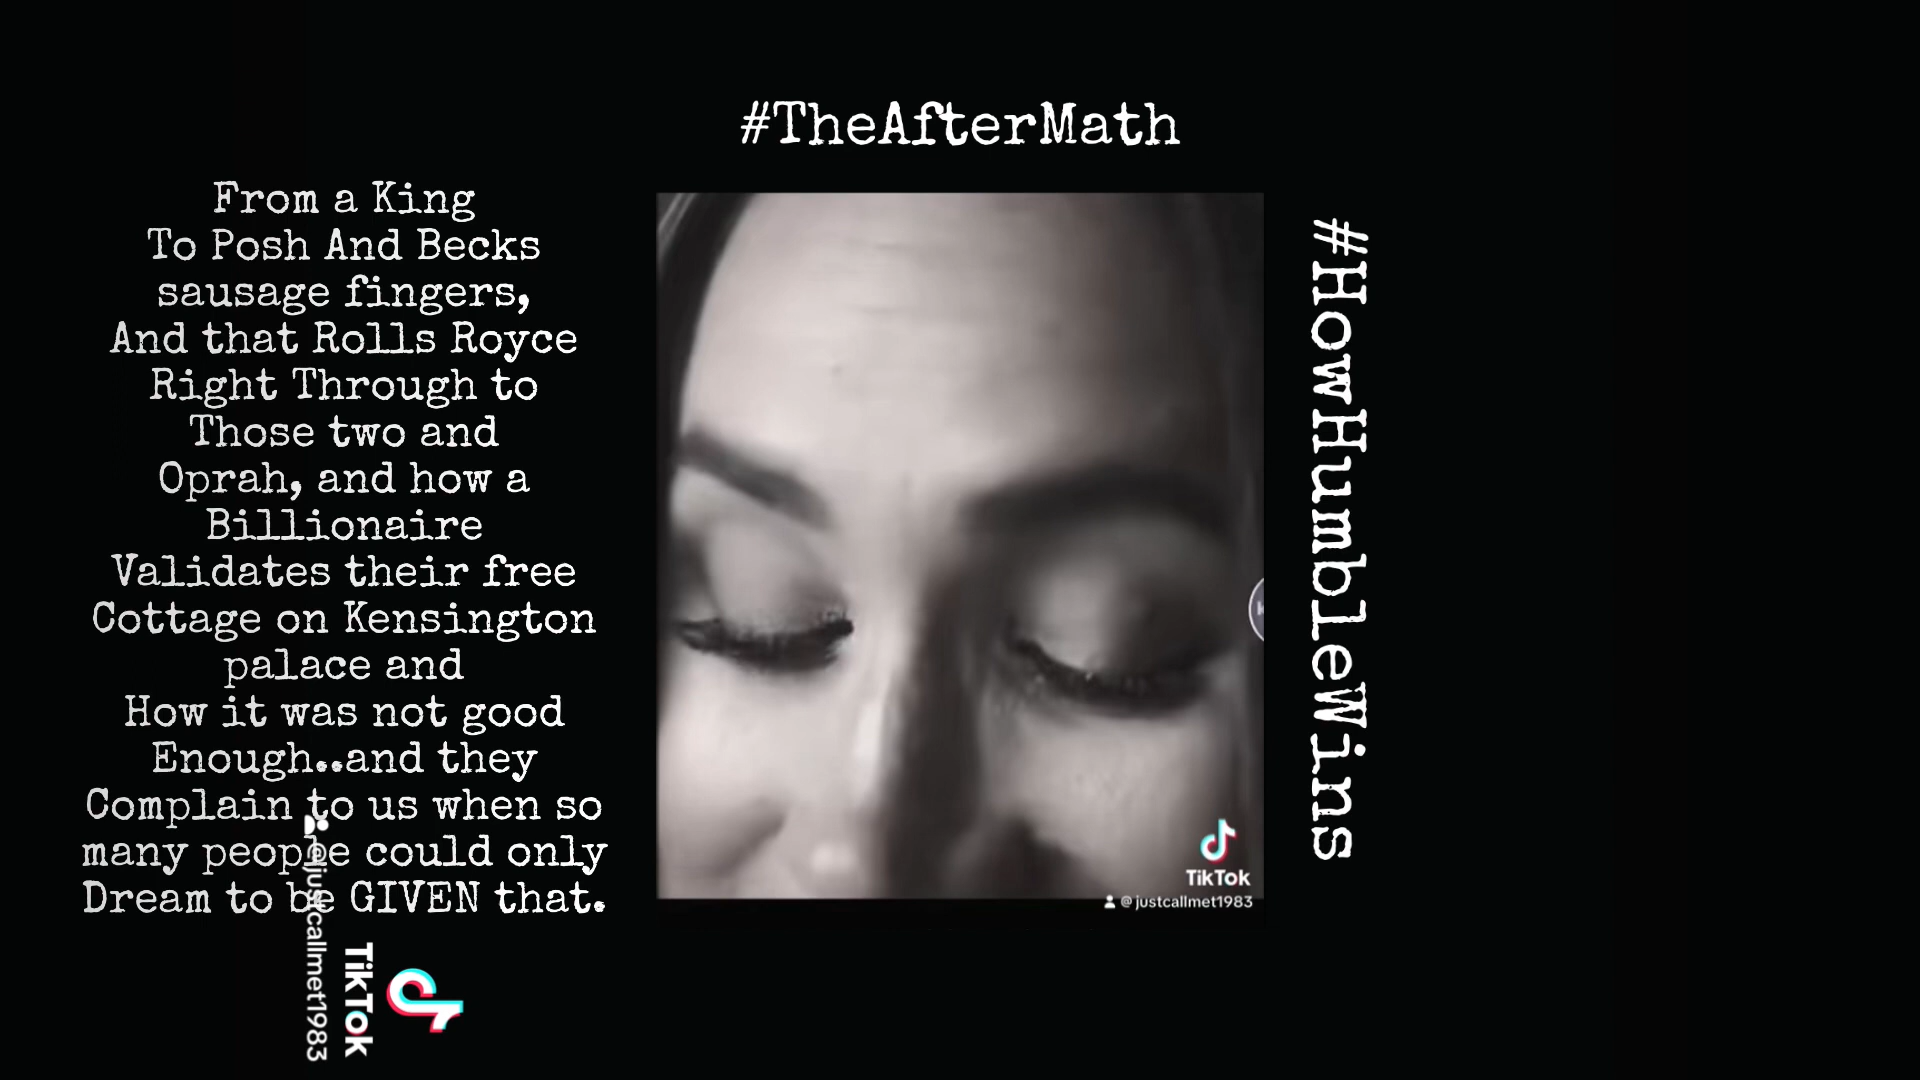 #TheAfterMath
From a King
To Posh And Becks
sausage fingers,
And that Rolls Royce
Right Through to
Those two and
Oprah, and how a
Billionaire
Validates their free
Cottage on Kensington
palace and
How it was not good
Enough..and they
Complain to us when so
many people could only
Dream to be GIVEN that.
#HowHumbleWins
TikTok
@justcallmet1983
TikTok
@justcallmet1983